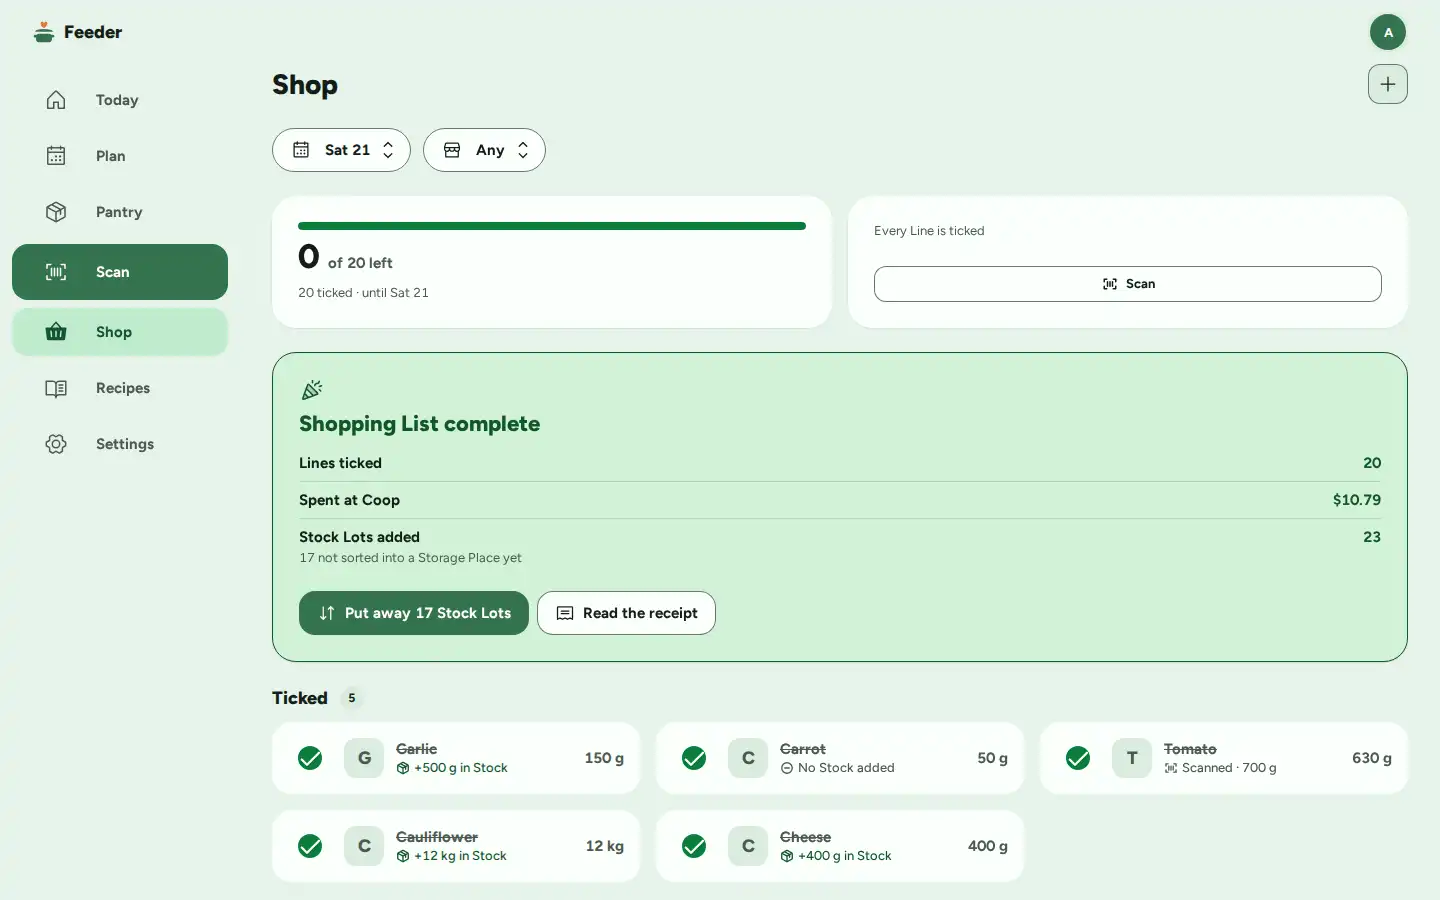 Feeder
A
Today
Plan
Pantry
Scan
Shop
Recipes
Settings
Shop
Sat 21
Any
0 of 20 left
20 ticked · until Sat 21
Every Line is ticked
Scan
Shopping List complete
Lines ticked 20
Spent at Coop $10.79
Stock Lots added 23
17 not sorted into a Storage Place yet
Put away 17 Stock Lots
Read the receipt
Ticked 5
G
Garlic
+500 g in Stock
150 g
C
Carrot
No Stock added
50 g
T
Tomato
Scanned · 700 g
630 g
C
Cauliflower
+12 kg in Stock
12 kg
C
Cheese
+400 g in Stock
400 g